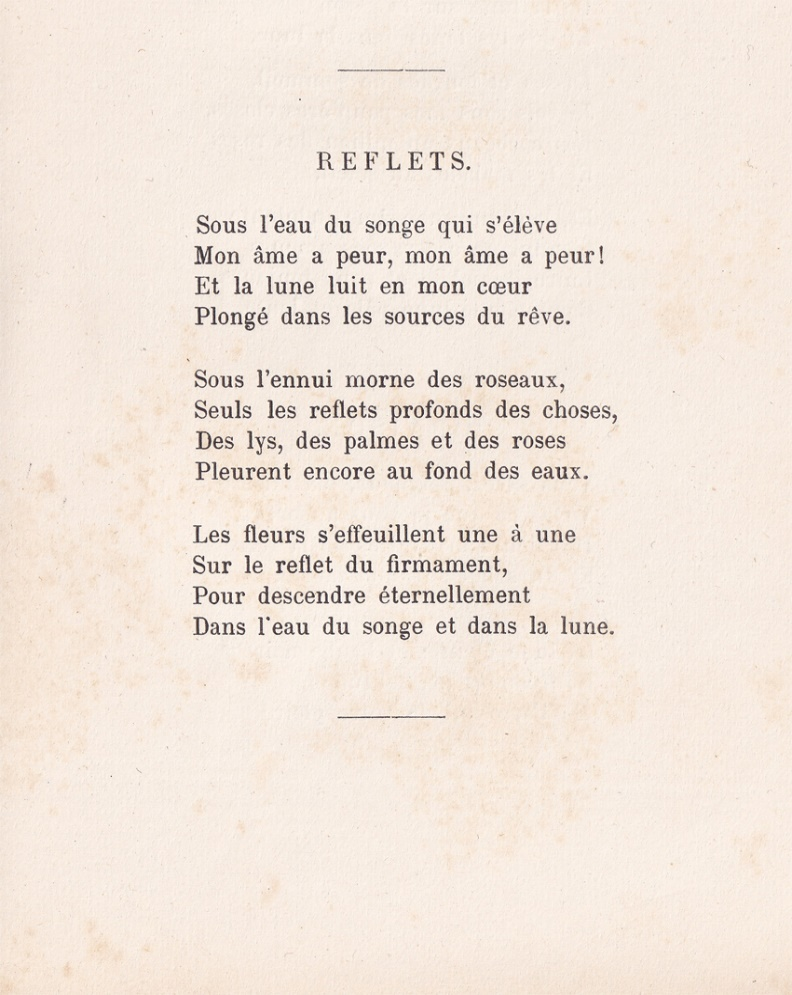 REFLETS.
Sous l'eau du songe qui s'élève
Mon âme a peur, mon âme a peur!
Et la lune luit en mon cœur
Plongé dans les sources du rêve.
Sous l'ennui morne des roseaux,
Seuls les reflets profonds des choses,
Des lys, des palmes et des roses
Pleurent encore au fond des eaux.
Les fleurs s'effeuillent une à une
Sur le reflet du firmament,
Pour descendre éternellement
Dans l'eau du songe et dans la lune.